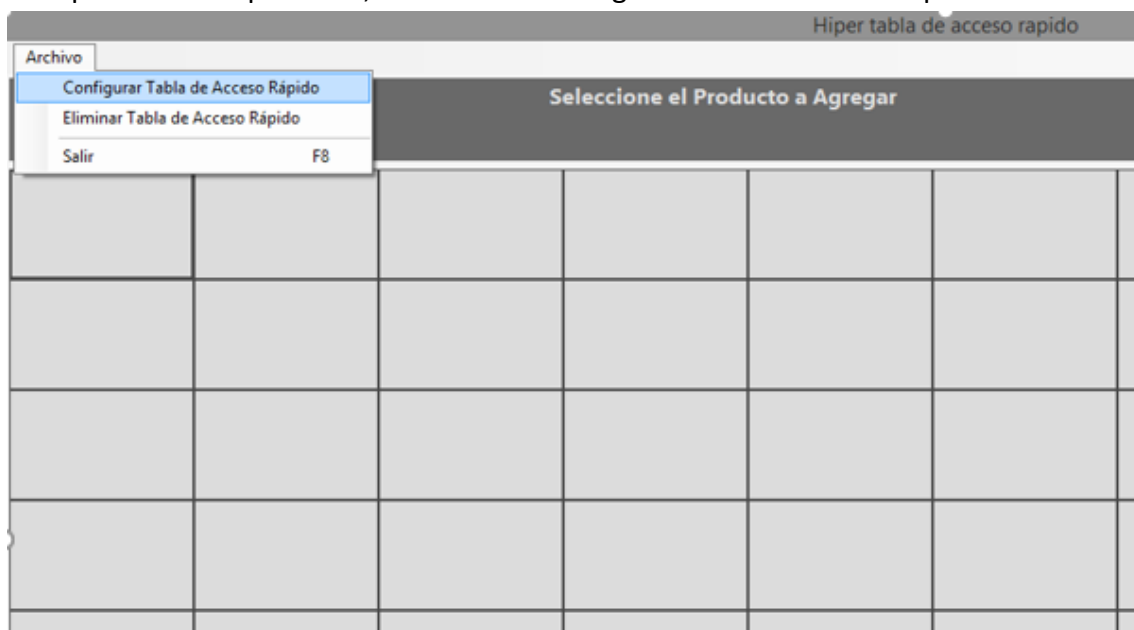 Hiper tabla de acceso rapido
Archivo
Configurar Tabla de Acceso Rápido
Eliminar Tabla de Acceso Rápido
Salir F8
Seleccione el Producto a Agregar